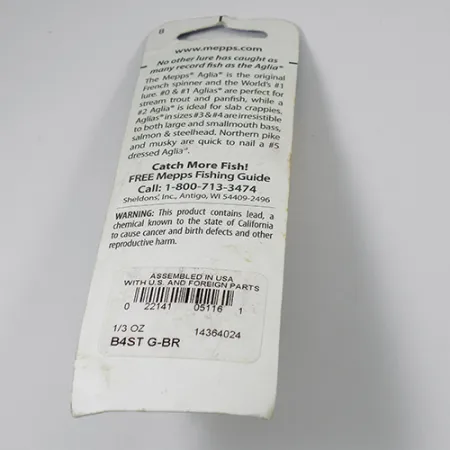 8
www.mepps.com
No other lure has caught as
many record fish as the Aglia®
The Mepps® Aglia® is the original
French spinner and the World's #1
lure. #0 & #1 Aglias® are perfect for
stream trout and panfish, while a
#2 Aglia® is ideal for slab crappies.
Aglias® in sizes #3 & #4 are irresistible
to both large and smallmouth bass,
salmon & steelhead. Northern pike
and musky are quick to nail a #5
dressed Aglia®.
Catch More Fish!
FREE Mepps Fishing Guide
Call: 1-800-713-3474
Sheldons', Inc., Antigo, WI 54409-2496
WARNING: This product contains lead, a
chemical known to the state of California
to cause cancer and birth defects and other
reproductive harm.
ASSEMBLED IN USA
WITH U.S. AND FOREIGN PARTS
0 22141 05116 1
1/3 OZ 14364024
B4ST G-BR